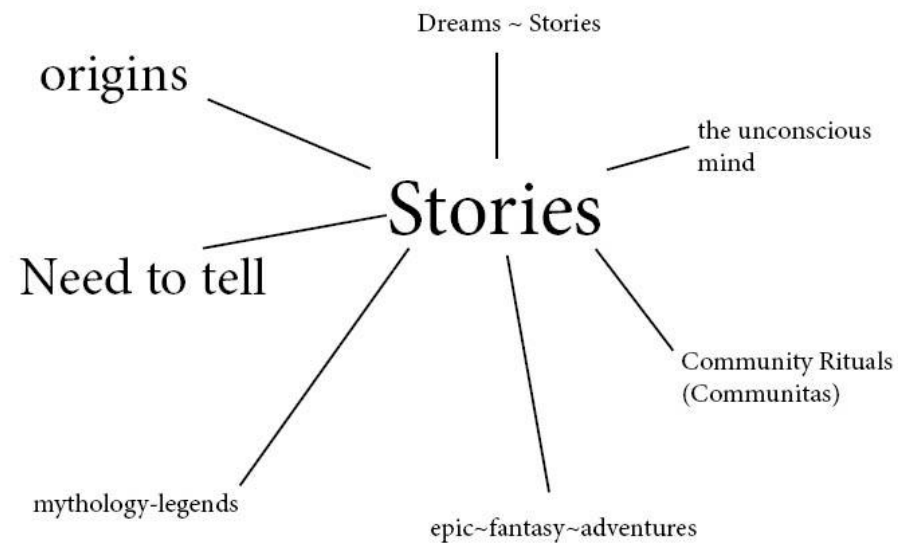 Dreams ~ Stories
origins
the unconscious
mind
Stories
Need to tell
Community Rituals
(Communitas)
mythology-legends
epic~fantasy~adventures